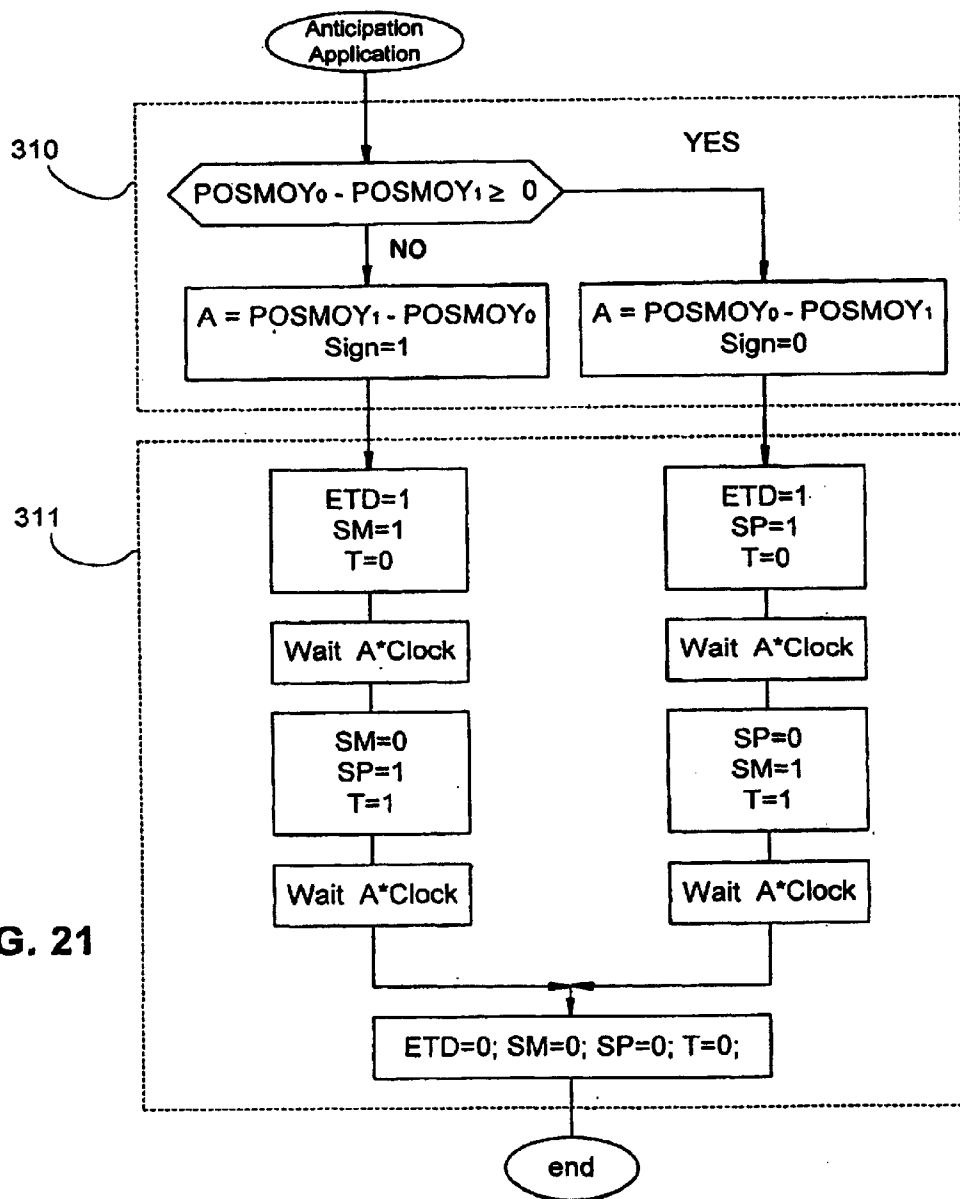 Anticipation
Application
310
YES
POSMOY₀ - POSMOY₁ ≥ 0
NO
A = POSMOY₁ - POSMOY₀
Sign=1
A = POSMOY₀ - POSMOY₁
Sign=0
311
ETD=1
SM=1
T=0
ETD=1
SP=1
T=0
Wait A*Clock
Wait A*Clock
SM=0
SP=1
T=1
SP=0
SM=1
T=1
Wait A*Clock
Wait A*Clock
G. 21
ETD=0; SM=0; SP=0; T=0;
end